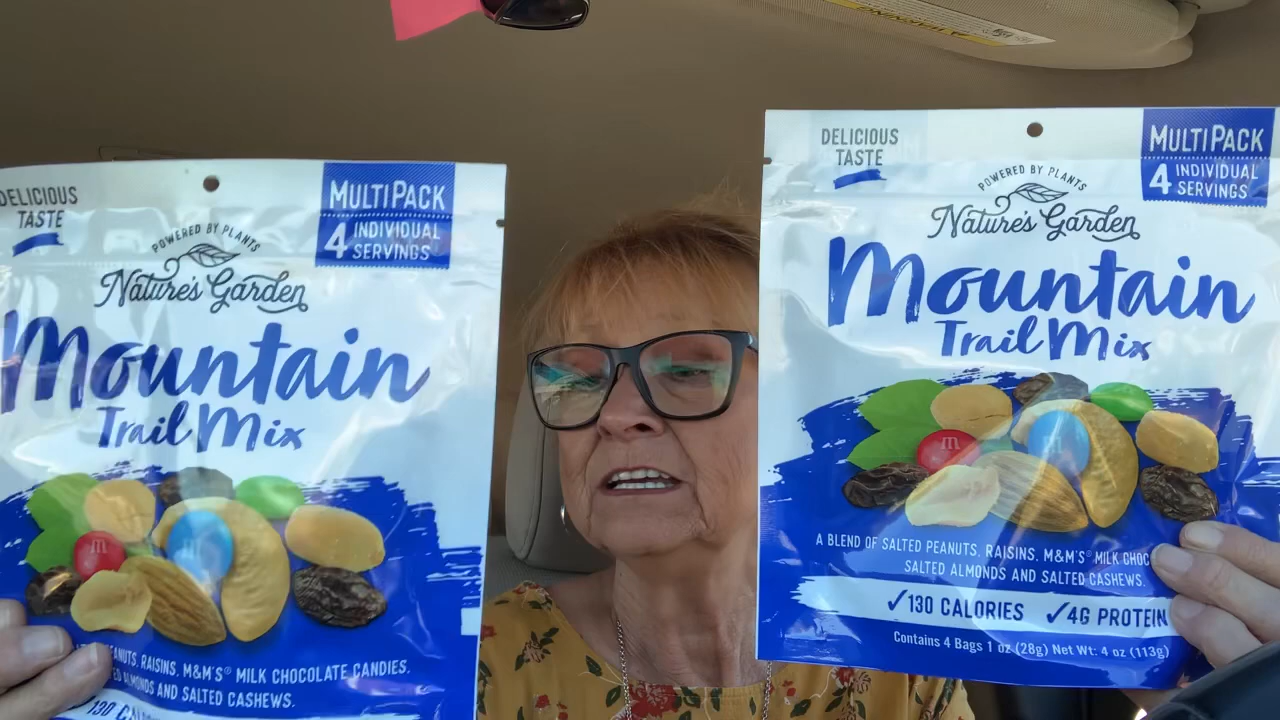 DELICIOUS
TASTE
MULTIPACK
4 INDIVIDUAL
SERVINGS
POWERED BY PLANTS
Nature's Garden
Mountain
Trail Mix
m
PEANUTS, RAISINS, M&M'S® MILK CHOCOLATE CANDIES,
ALMONDS AND SALTED CASHEWS.
130
DELICIOUS
TASTE
MULTIPACK
4 INDIVIDUAL
SERVINGS
POWERED BY PLANTS
Nature's Garden
Mountain
Trail Mix
m
A BLEND OF SALTED PEANUTS, RAISINS, M&M'S® MILK CHOC
SALTED ALMONDS AND SALTED CASHEWS.
✓130 CALORIES ✓4G PROTEIN
Contains 4 Bags 1 oz (28g) Net Wt: 4 oz (113g)